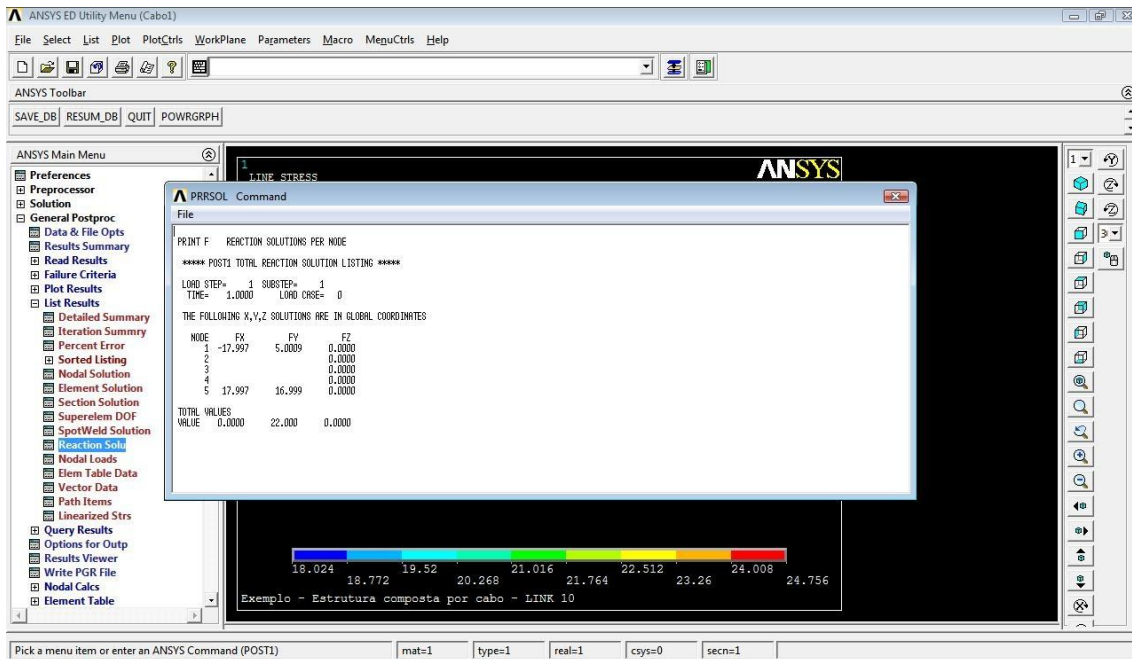 ANSYS ED Utility Menu (Cabo1)
File Select List Plot PlotCtrls WorkPlane Parameters Macro MenuCtrls Help
ANSYS Toolbar
SAVE_DB RESUM_DB QUIT POWRGRPH
ANSYS Main Menu
Preferences
Preprocessor
Solution
General Postproc
Data & File Opts
Results Summary
Read Results
Failure Criteria
Plot Results
List Results
Detailed Summary
Iteration Summry
Percent Error
Sorted Listing
Nodal Solution
Element Solution
Section Solution
Superelem DOF
SpotWeld Solution
Reaction Solu
Nodal Loads
Elem Table Data
Vector Data
Path Items
Linearized Strs
Query Results
Options for Outp
Results Viewer
Write PGR File
Nodal Calcs
Element Table
1
LINE STRESS
ANSYS
PRRSOL Command
File
PRINT F REACTION SOLUTIONS PER NODE
***** POST1 TOTAL REACTION SOLUTION LISTING *****
LOAD STEP= 1 SUBSTEP= 1
TIME= 1.0000 LOAD CASE= 0
THE FOLLOWING X,Y,Z SOLUTIONS ARE IN GLOBAL COORDINATES
NODE FX FY FZ
1 -17.997 5.0009 0.0000
2 0.0000
3 0.0000
4 0.0000
5 17.997 16.999 0.0000
TOTAL VALUES
VALUE 0.0000 22.000 0.0000
18.024 19.52 21.016 22.512 24.008
18.772 20.268 21.764 23.26 24.756
Exemplo - Estrutura composta por cabo - LINK 10
1
Pick a menu item or enter an ANSYS Command (POST1) mat=1 type=1 real=1 csys=0 secn=1